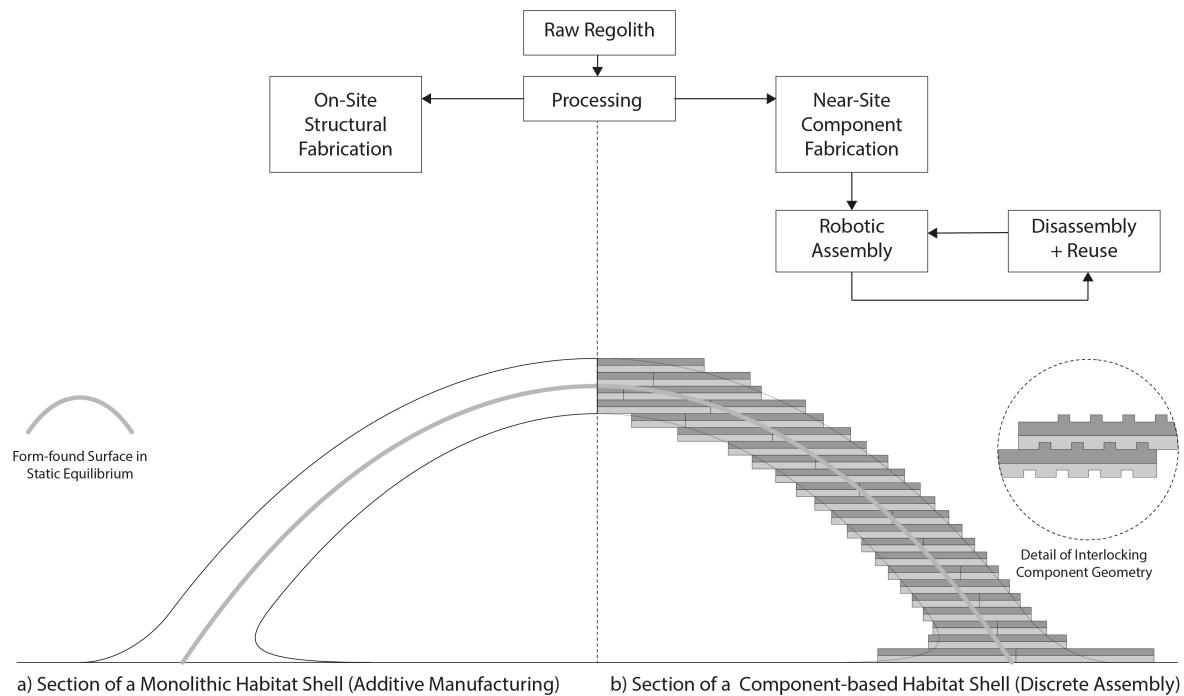 Raw Regolith
On-Site
Structural
Fabrication
Processing
Near-Site
Component
Fabrication
Robotic
Assembly
Disassembly
+ Reuse
Form-found Surface in
Static Equilibrium
Detail of Interlocking
Component Geometry
a) Section of a Monolithic Habitat Shell (Additive Manufacturing)
b) Section of a Component-based Habitat Shell (Discrete Assembly)